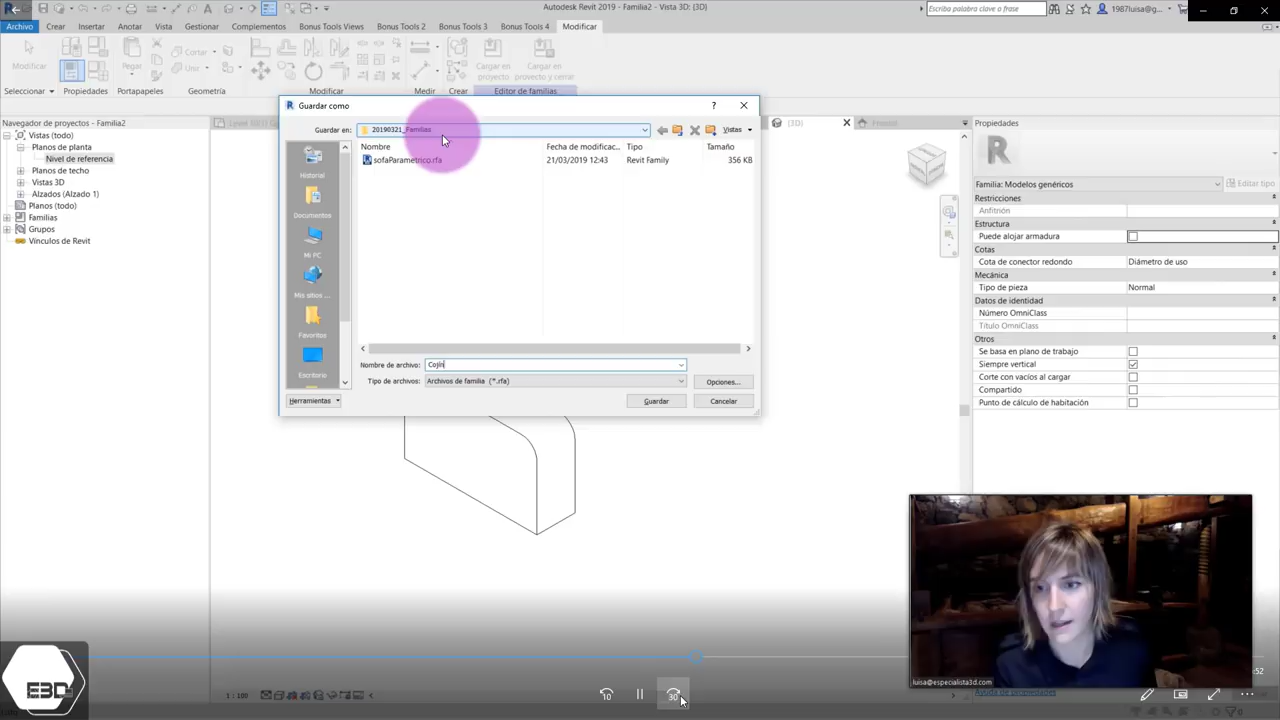 Autodesk Revit 2019 - Familia2 - Vista 3D: {3D}
Escriba palabra clave o frase
1987luisa@g...
Archivo Crear Insertar Anotar Vista Gestionar Complementos Bonus Tools Views Bonus Tools 2 Bonus Tools 3 Bonus Tools 4 Modificar
Modificar
Pegar
Cortar
Unir
Cargar en proyecto
Cargar en proyecto y cerrar
Seleccionar Propiedades Portapapeles Geometría Modificar Medir Crear Editor de familias
Navegador de proyectos - Familia2
Vistas (todo)
Planos de planta
Nivel de referencia
Planos de techo
Vistas 3D
Alzados (Alzado 1)
Planos (todo)
Familias
Grupos
Vínculos de Revit
{3D}
Frontal
Guardar como
Guardar en: 20190321_Familias Vistas
Nombre Fecha de modificac... Tipo Tamaño
sofaParametrico.rfa 21/03/2019 12:43 Revit Family 356 KB
Historial
Documentos
Mi PC
Mis sitios ...
Favoritos
Escritorio
Nombre de archivo: Cojín
Tipo de archivos: Archivos de familia (*.rfa) Opciones...
Herramientas Guardar Cancelar
Propiedades
Familia: Modelos genéricos Editar tipo
Restricciones
Anfitrión
Estructura
Puede alojar armadura
Cotas
Cota de conector redondo Diámetro de uso
Mecánica
Tipo de pieza Normal
Datos de identidad
Número OmniClass
Título OmniClass
Otros
Se basa en plano de trabajo
Siempre vertical
Corte con vacíos al cargar
Compartido
Punto de cálculo de habitación
luisa@especialista3d.com
Ayuda de propiedades
:52
E3D
1 : 100
10
30